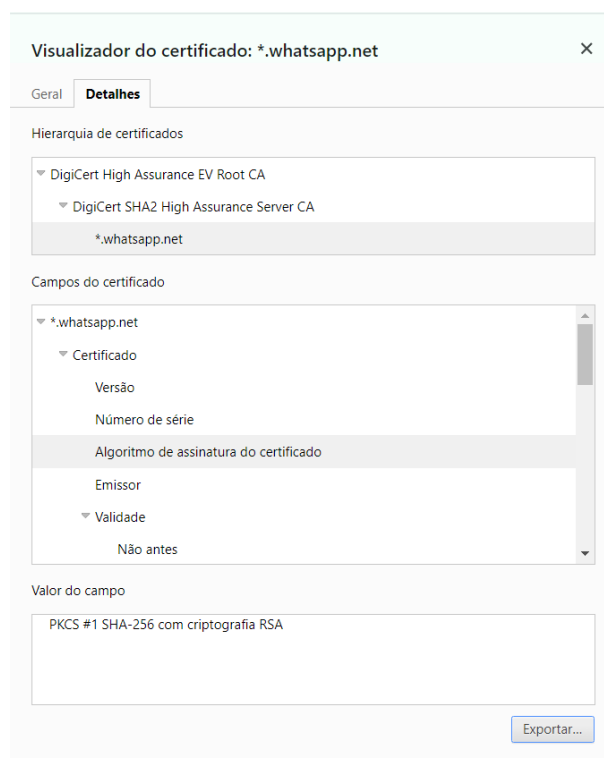 Visualizador do certificado: *.whatsapp.net
Geral Detalhes
Hierarquia de certificados
DigiCert High Assurance EV Root CA
DigiCert SHA2 High Assurance Server CA
*.whatsapp.net
Campos do certificado
*.whatsapp.net
Certificado
Versão
Número de série
Algoritmo de assinatura do certificado
Emissor
Validade
Não antes
Valor do campo
PKCS #1 SHA-256 com criptografia RSA
Exportar...